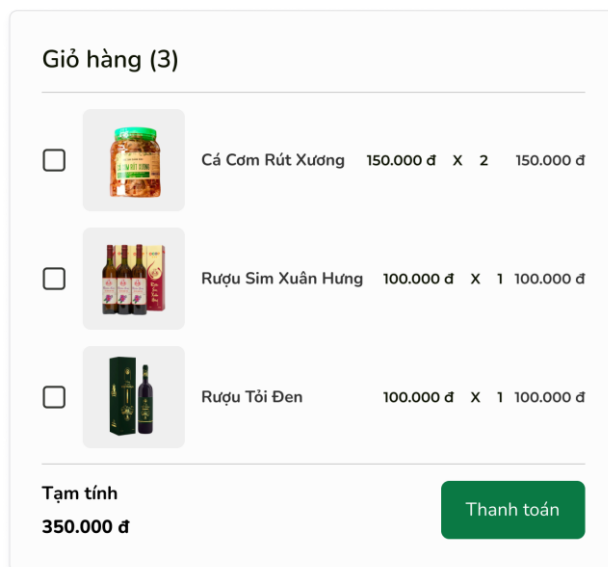 Giỏ hàng (3)
Cá Cơm Rút Xương 150.000 đ X 2 150.000 đ
Rượu Sim Xuân Hưng 100.000 đ X 1 100.000 đ
Rượu Tỏi Đen 100.000 đ X 1 100.000 đ
Tạm tính
350.000 đ
Thanh toán